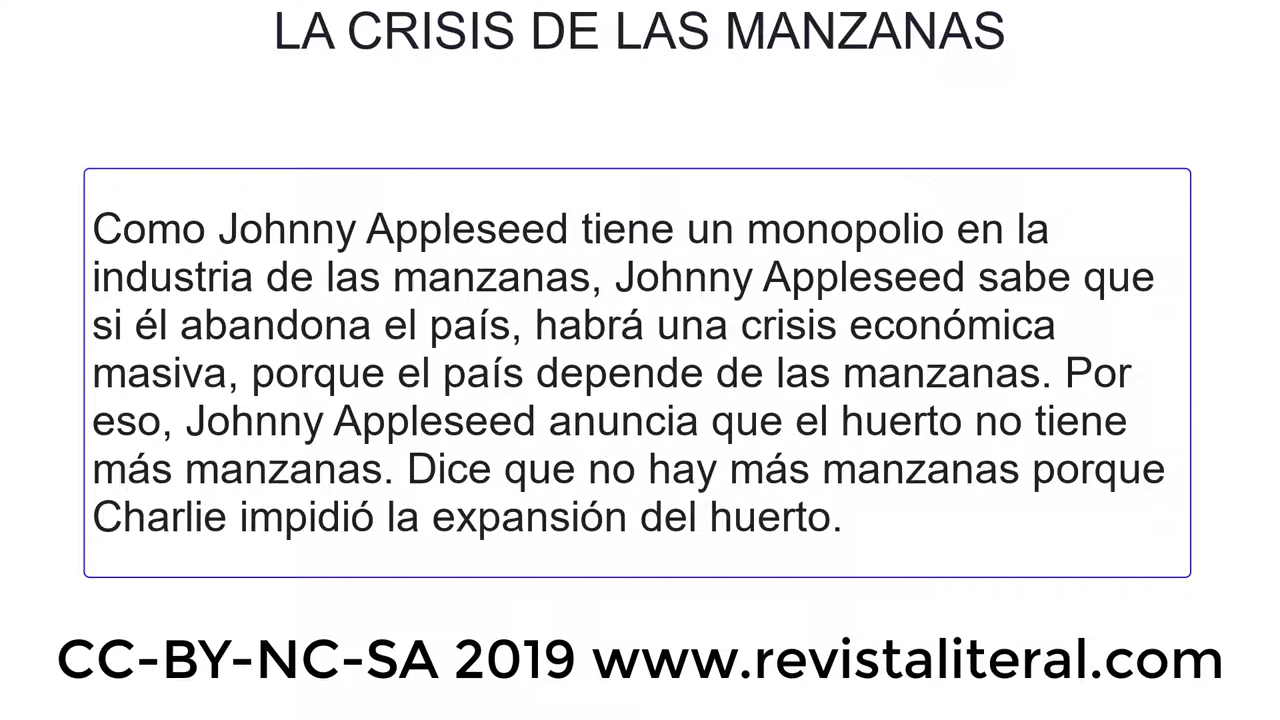 LA CRISIS DE LAS MANZANAS
Como Johnny Appleseed tiene un monopolio en la
industria de las manzanas, Johnny Appleseed sabe que
si él abandona el país, habrá una crisis económica
masiva, porque el país depende de las manzanas. Por
eso, Johnny Appleseed anuncia que el huerto no tiene
más manzanas. Dice que no hay más manzanas porque
Charlie impidió la expansión del huerto.
CC-BY-NC-SA 2019 www.revistaliteral.com